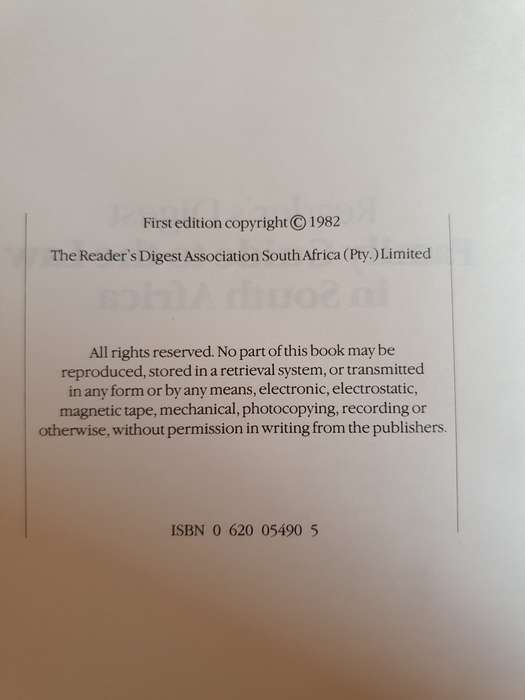 First edition copyright © 1982
The Reader's Digest Association South Africa (Pty.) Limited
All rights reserved. No part of this book may be
reproduced, stored in a retrieval system, or transmitted
in any form or by any means, electronic, electrostatic,
magnetic tape, mechanical, photocopying, recording or
otherwise, without permission in writing from the publishers.
ISBN 0 620 05490 5